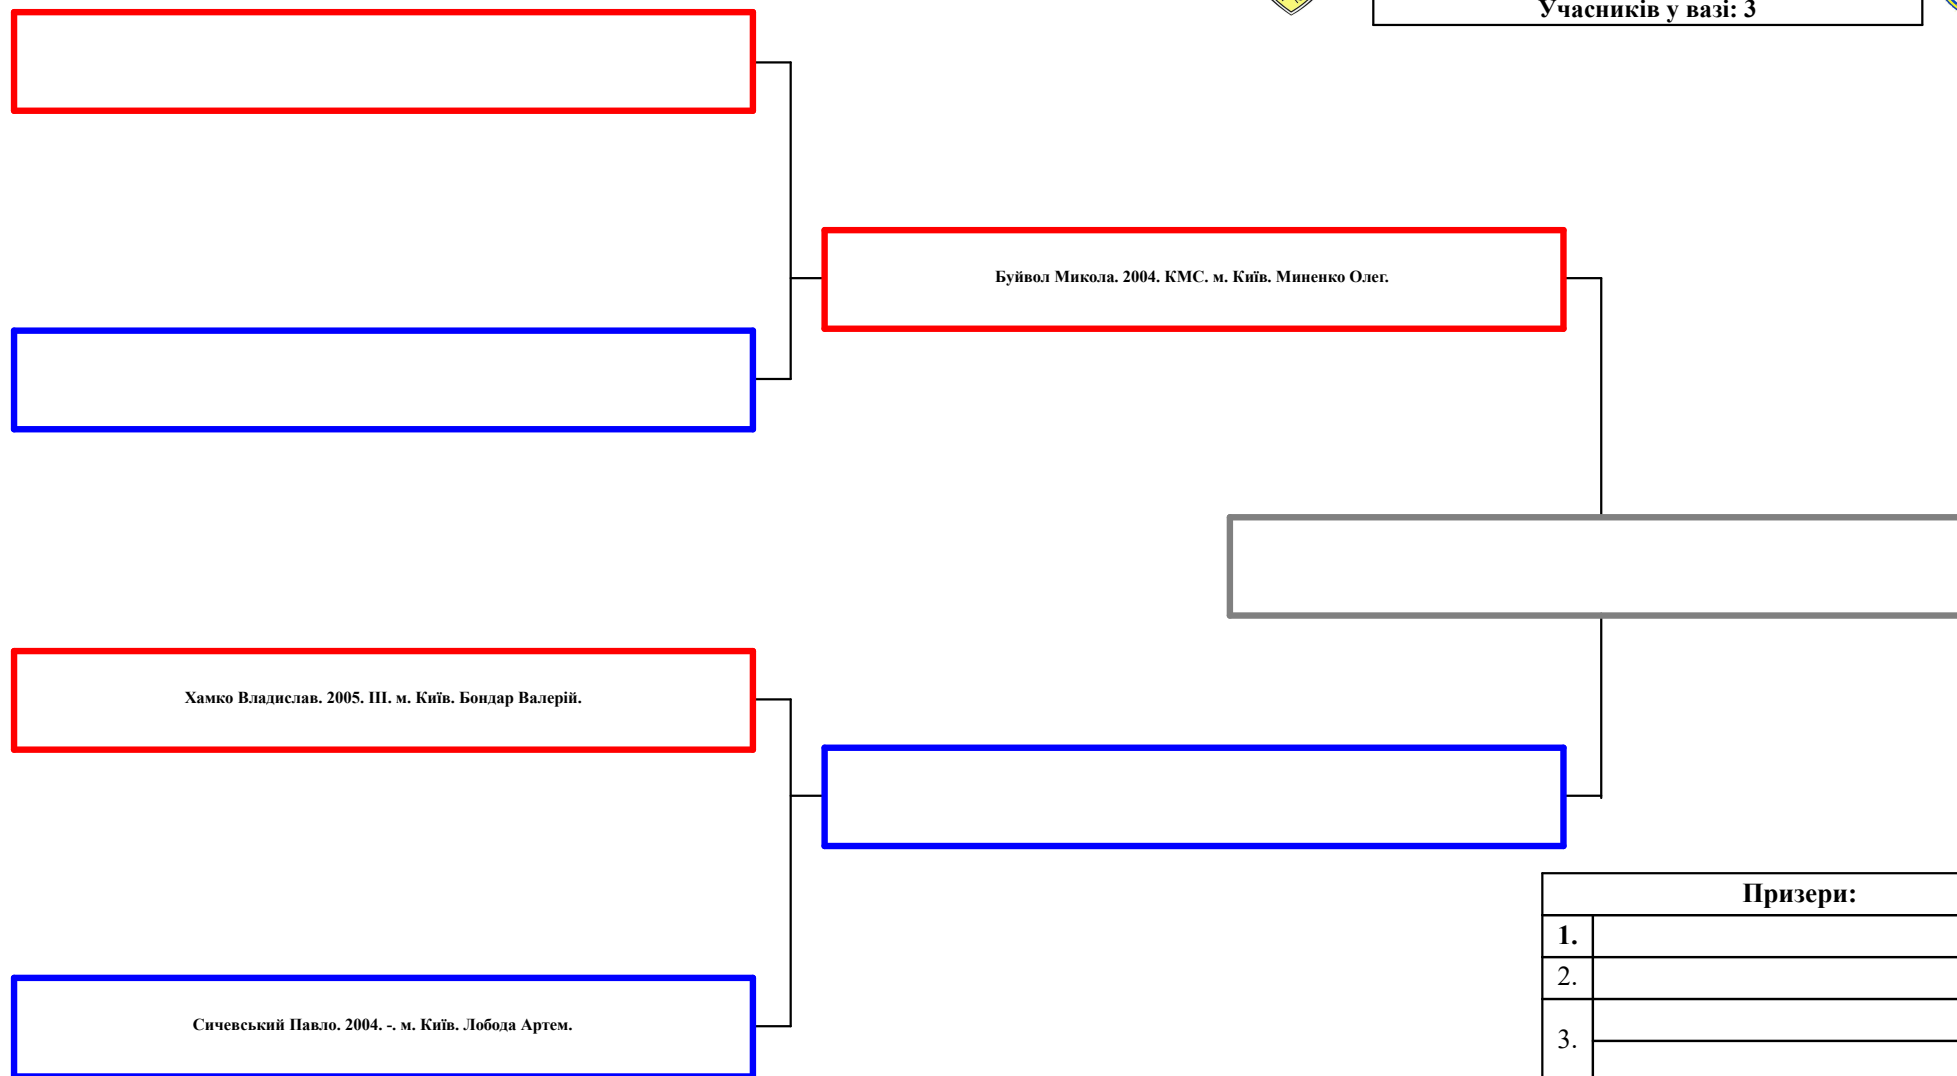 Учасників у вазі: 3
Буйвол Микола. 2004. КМС. м. Київ. Миненко Олег.
Хамко Владислав. 2005. III. м. Київ. Бондар Валерій.
Сичевський Павло. 2004. -. м. Київ. Лобода Артем.
Призери:
1.
2.
3.